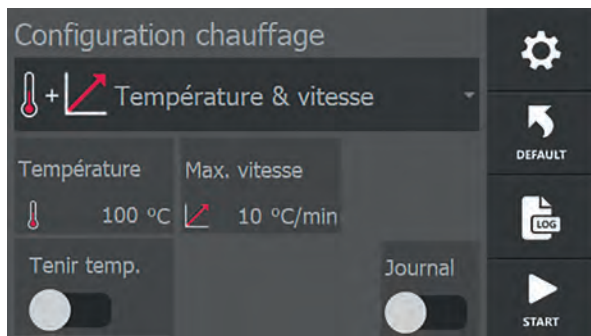 Configuration chauffage
+ Température & vitesse
DEFAULT
Température Max. vitesse
100 °C 10 °C/min
LOG
Tenir temp. Journal
START